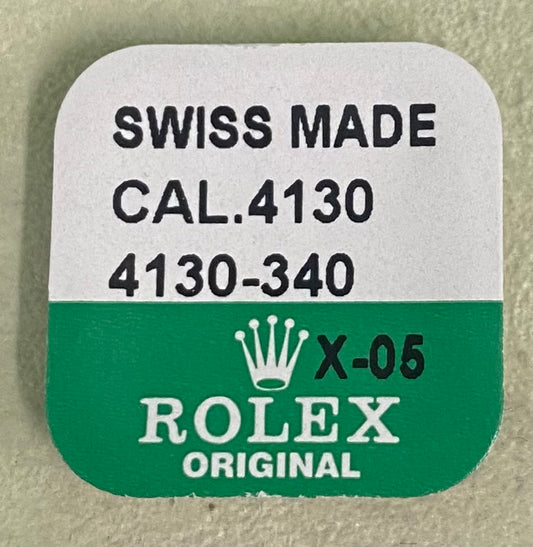 SWISS MADE
CAL.4130
4130-340
X-05
ROLEX
ORIGINAL